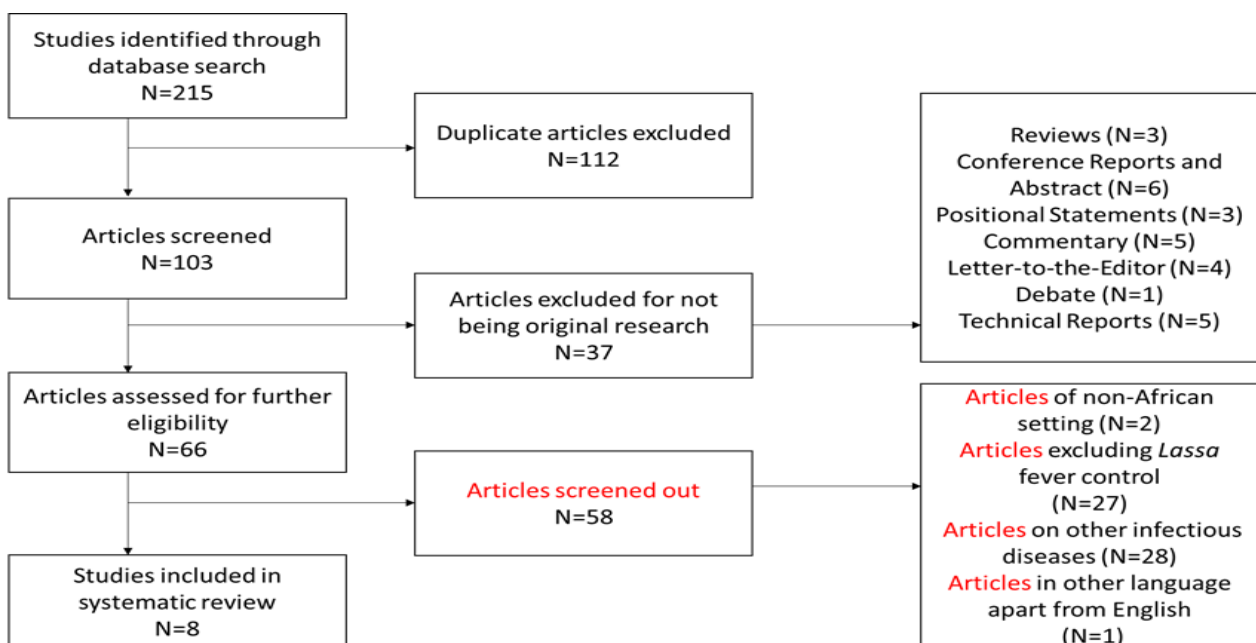 Studies identified through
database search
N=215
Duplicate articles excluded
N=112
Articles screened
N=103
Articles excluded for not
being original research
N=37
Reviews (N=3)
Conference Reports and
Abstract (N=6)
Positional Statements (N=3)
Commentary (N=5)
Letter-to-the-Editor (N=4)
Debate (N=1)
Technical Reports (N=5)
Articles assessed for further
eligibility
N=66
Articles screened out
N=58
Articles of non-African
setting (N=2)
Articles excluding Lassa
fever control
(N=27)
Articles on other infectious
diseases (N=28)
Articles in other language
apart from English
(N=1)
Studies included in
systematic review
N=8